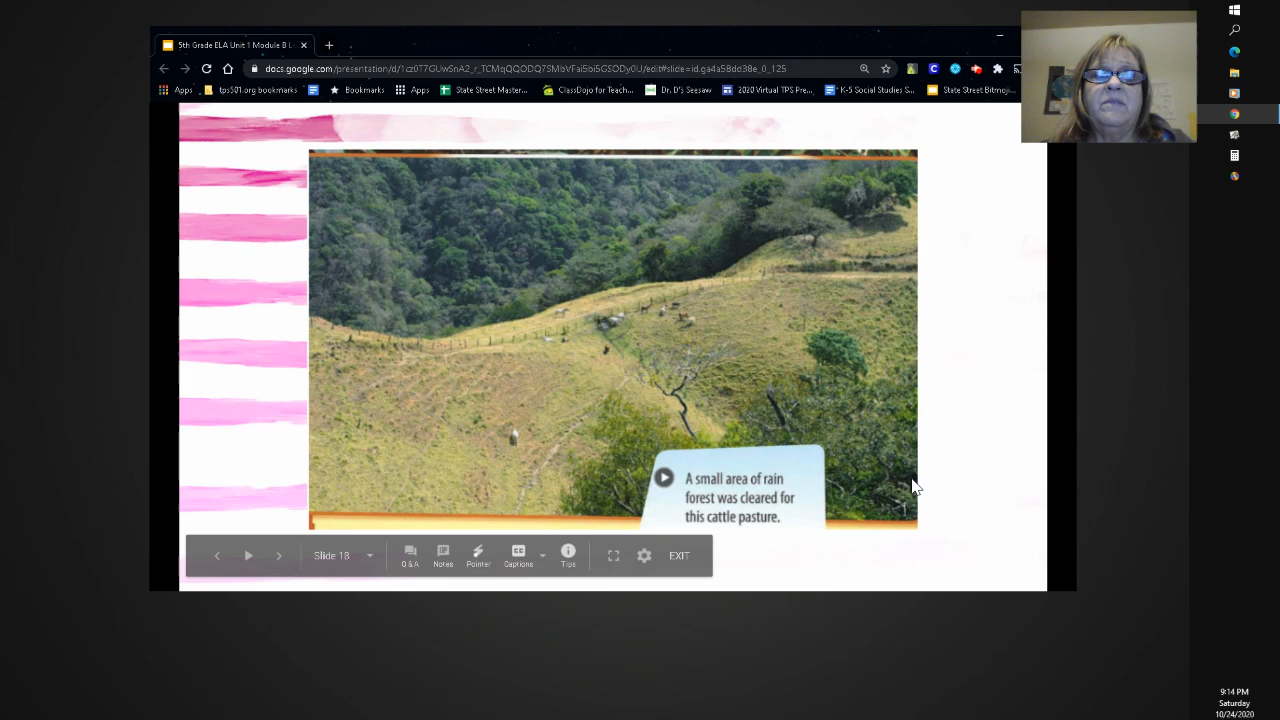 5th Grade ELA Unit 1 Module B L
docs.google.com/presentation/d/1cz0T7GUwSnA2_r_TCMqQQODQ7SMbVFai5bi5GSODy0U/edit#slide=id.ga4a58dd38e_0_125
Apps tps501.org bookmarks Bookmarks Apps State Street Master... ClassDojo for Teach... Dr. D's Seesaw 2020 Virtual TPS Pre... K-5 Social Studies S... State Street Bitmoji...
A small area of rain
forest was cleared for
this cattle pasture.
Slide 18
Q & A Notes Pointer Captions Tips EXIT
9:14 PM
Saturday
10/24/2020